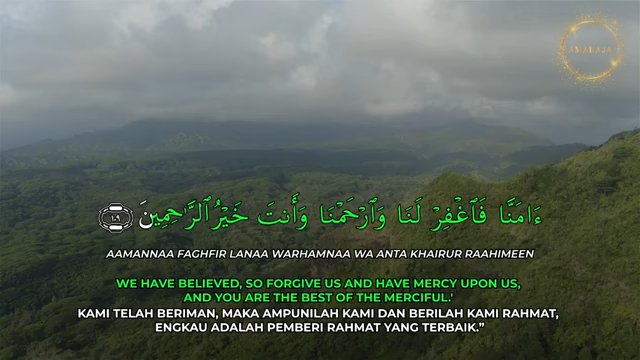 AMALAJA
ءَامَنَّا فَٱغْفِرْ لَنَا وَٱرْحَمْنَا وَأَنتَ خَيْرُ ٱلرَّٰحِمِينَ ١٠٩
AAMANNAA FAGHFIR LANAA WARHAMNAA WA ANTA KHAIRUR RAAHIMEEN
WE HAVE BELIEVED, SO FORGIVE US AND HAVE MERCY UPON US,
AND YOU ARE THE BEST OF THE MERCIFUL.'
KAMI TELAH BERIMAN, MAKA AMPUNILAH KAMI DAN BERILAH KAMI RAHMAT,
ENGKAU ADALAH PEMBERI RAHMAT YANG TERBAIK.”